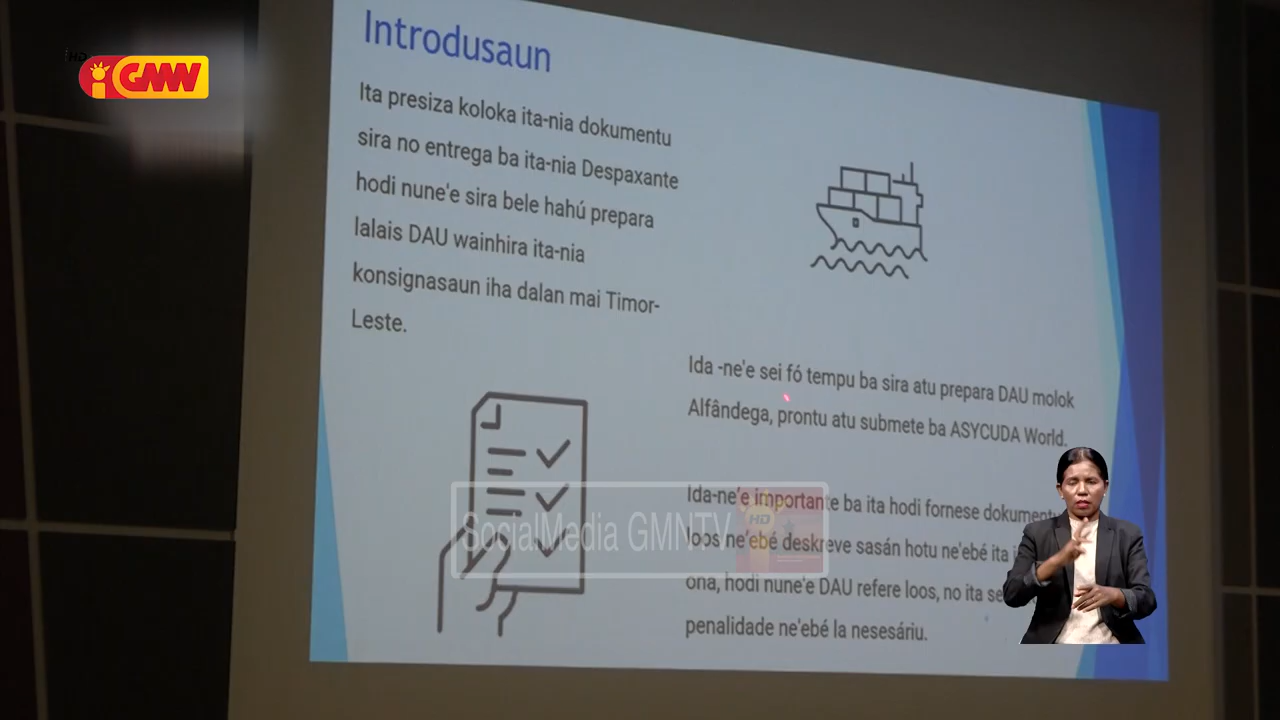 HD
GMN
Introdusaun
Ita presiza koloka ita-nia dokumentu
sira no entrega ba ita-nia Despaxante
hodi nune'e sira bele hahú prepara
lalais DAU wainhira ita-nia
konsignasaun iha dalan mai Timor-
Leste.
Ida -ne'e sei fó tempu ba sira atu prepara DAU molok
Alfândega, prontu atu submete ba ASYCUDA World.
Ida-ne'e importante ba ita hodi fornese
loos ne'ebé deskreve sasán hotu ne'ebé ita
ona, hodi nune'e DAU refere loos, no ita
penalidade ne'ebé la nesesáriu.
SocialMedia GMNTV
HD